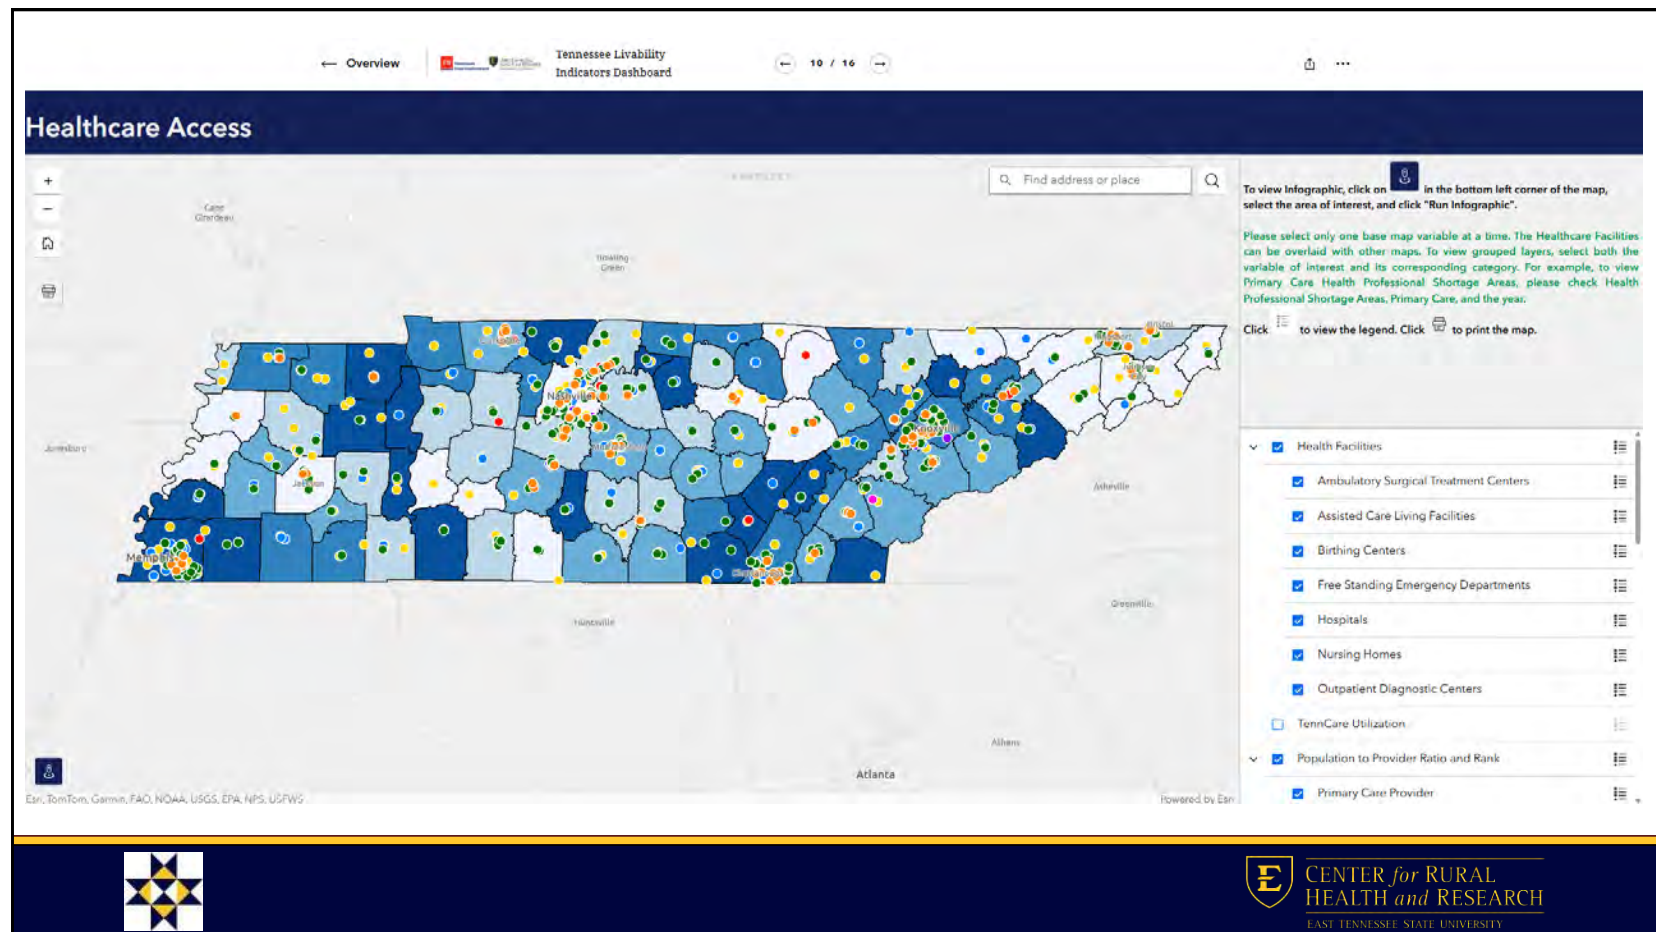 ← Overview
Tennessee Livability
Indicators Dashboard
10 / 16
Healthcare Access
Find address or place
KENTUCKY
Cape
Girardeau
Bowling
Green
Bristol
Nashville
Knoxville
Jonesboro
Jackson
Asheville
Memphis
Greenville
Huntsville
Athens
Atlanta
Esri, TomTom, Garmin, FAO, NOAA, USGS, EPA, NPS, USFWS
Powered by Esri
To view Infographic, click on in the bottom left corner of the map,
select the area of interest, and click "Run Infographic".
Please select only one base map variable at a time. The Healthcare Facilities
can be overlaid with other maps. To view grouped layers, select both the
variable of interest and its corresponding category. For example, to view
Primary Care Health Professional Shortage Areas, please check Health
Professional Shortage Areas, Primary Care, and the year.
Click to view the legend. Click to print the map.
Health Facilities
Ambulatory Surgical Treatment Centers
Assisted Care Living Facilities
Birthing Centers
Free Standing Emergency Departments
Hospitals
Nursing Homes
Outpatient Diagnostic Centers
TennCare Utilization
Population to Provider Ratio and Rank
Primary Care Provider
E
CENTER for RURAL
HEALTH and RESEARCH
EAST TENNESSEE STATE UNIVERSITY